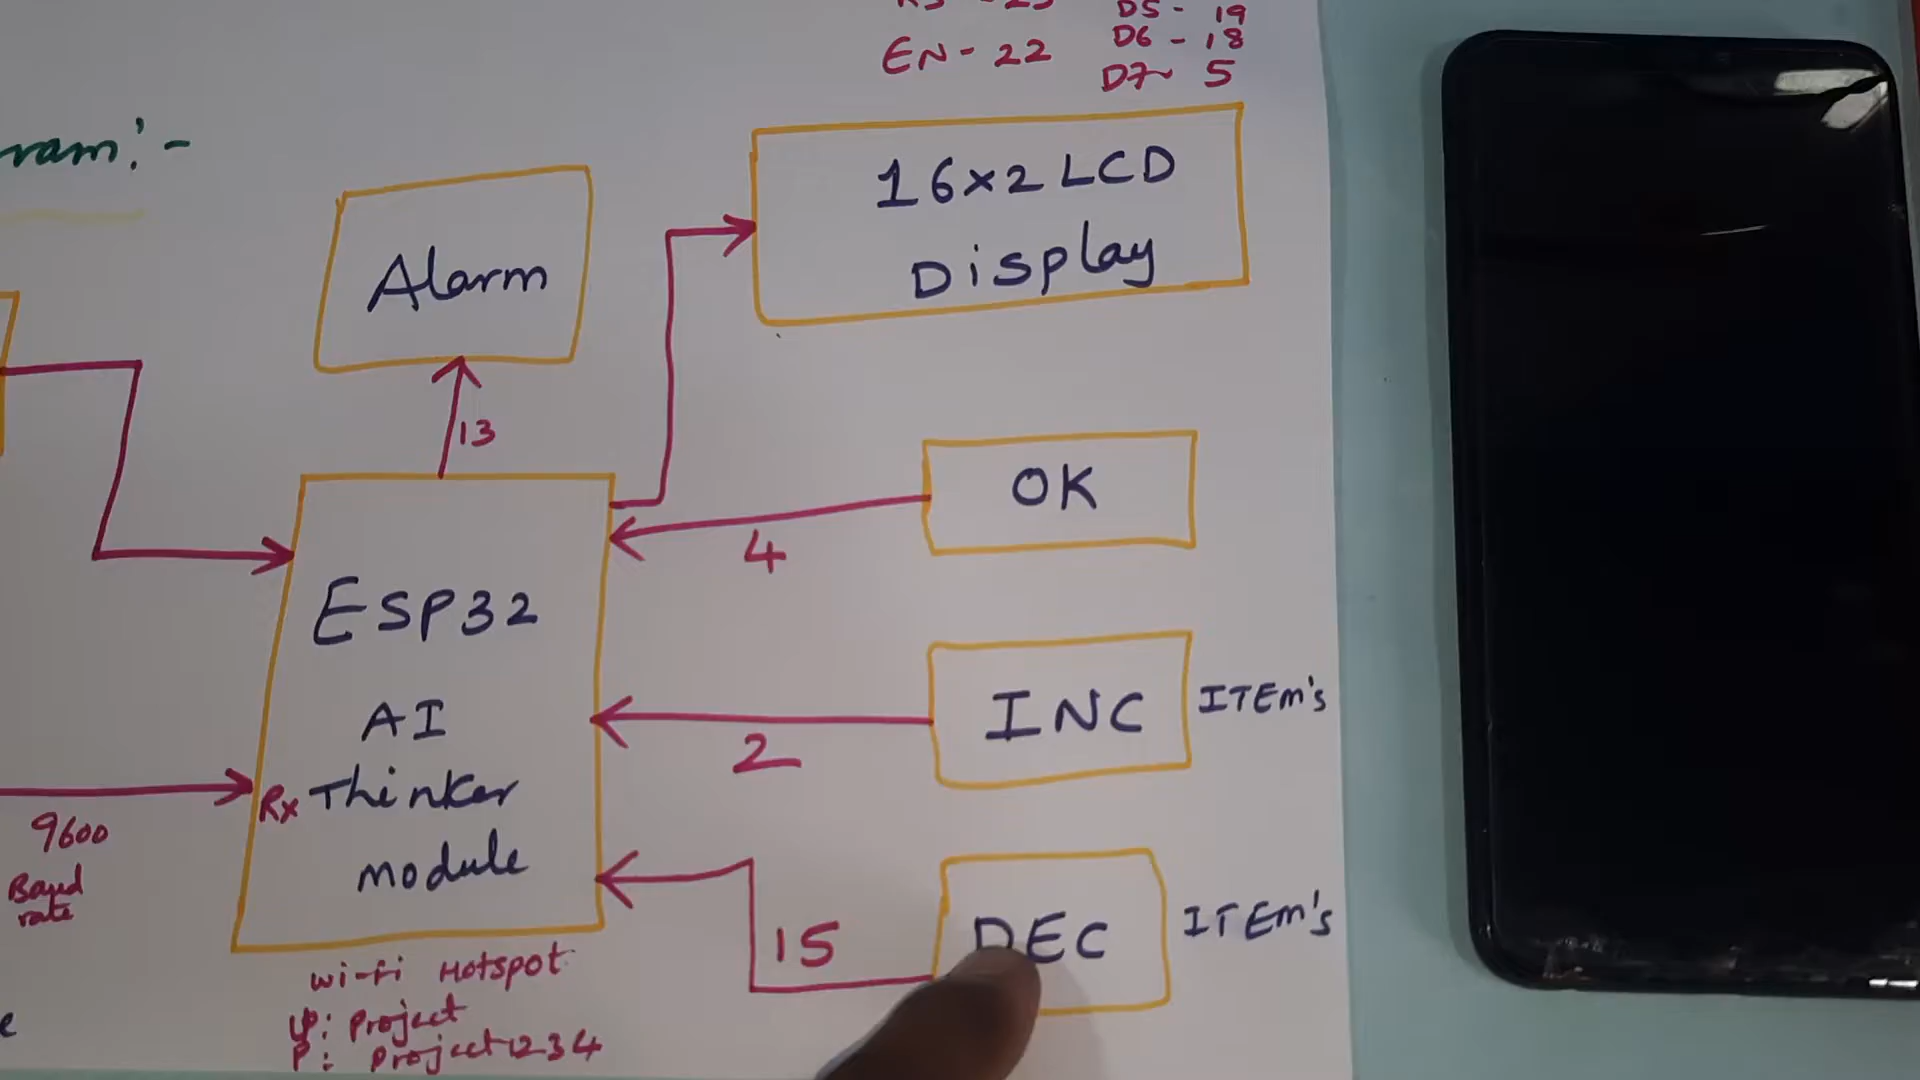 D5 - 19
EN - 22
D6 - 18
D7 - 5
ram:-
16x2 LCD
Display
Alarm
13
OK
4
ESP32
AI
Thinker
module
Rx
INC
ITEm's
2
9600
Baud
rate
DEC
ITEm's
15
Wi-fi Hotspot
U: Project
P: Project1234
e